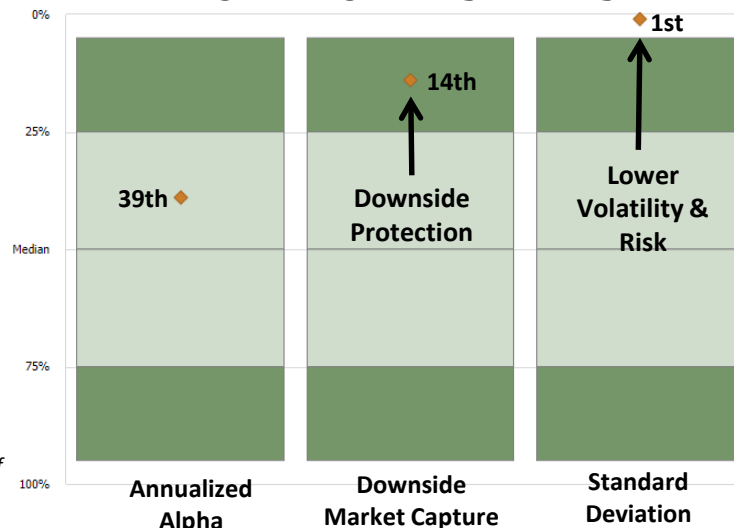 0%
1st
14th
25%
39th
Downside
Protection
Lower
Volatility &
Risk
Median
75%
f
100%
Annualized
Alpha
Downside
Market Capture
Standard
Deviation